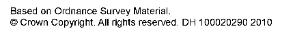 Based on Ordnance Survey Material.
© Crown Copyright. All rights reserved. DH 100020290 2010